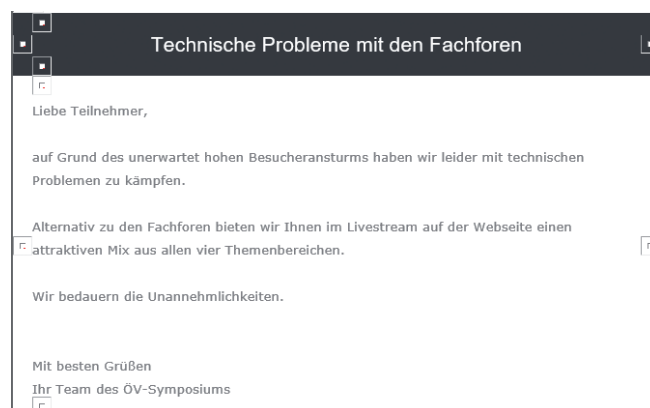 Technische Probleme mit den Fachforen
Liebe Teilnehmer,
auf Grund des unerwartet hohen Besucheransturms haben wir leider mit technischen
Problemen zu kämpfen.
Alternativ zu den Fachforen bieten wir Ihnen im Livestream auf der Webseite einen
attraktiven Mix aus allen vier Themenbereichen.
Wir bedauern die Unannehmlichkeiten.
Mit besten Grüßen
Ihr Team des ÖV-Symposiums